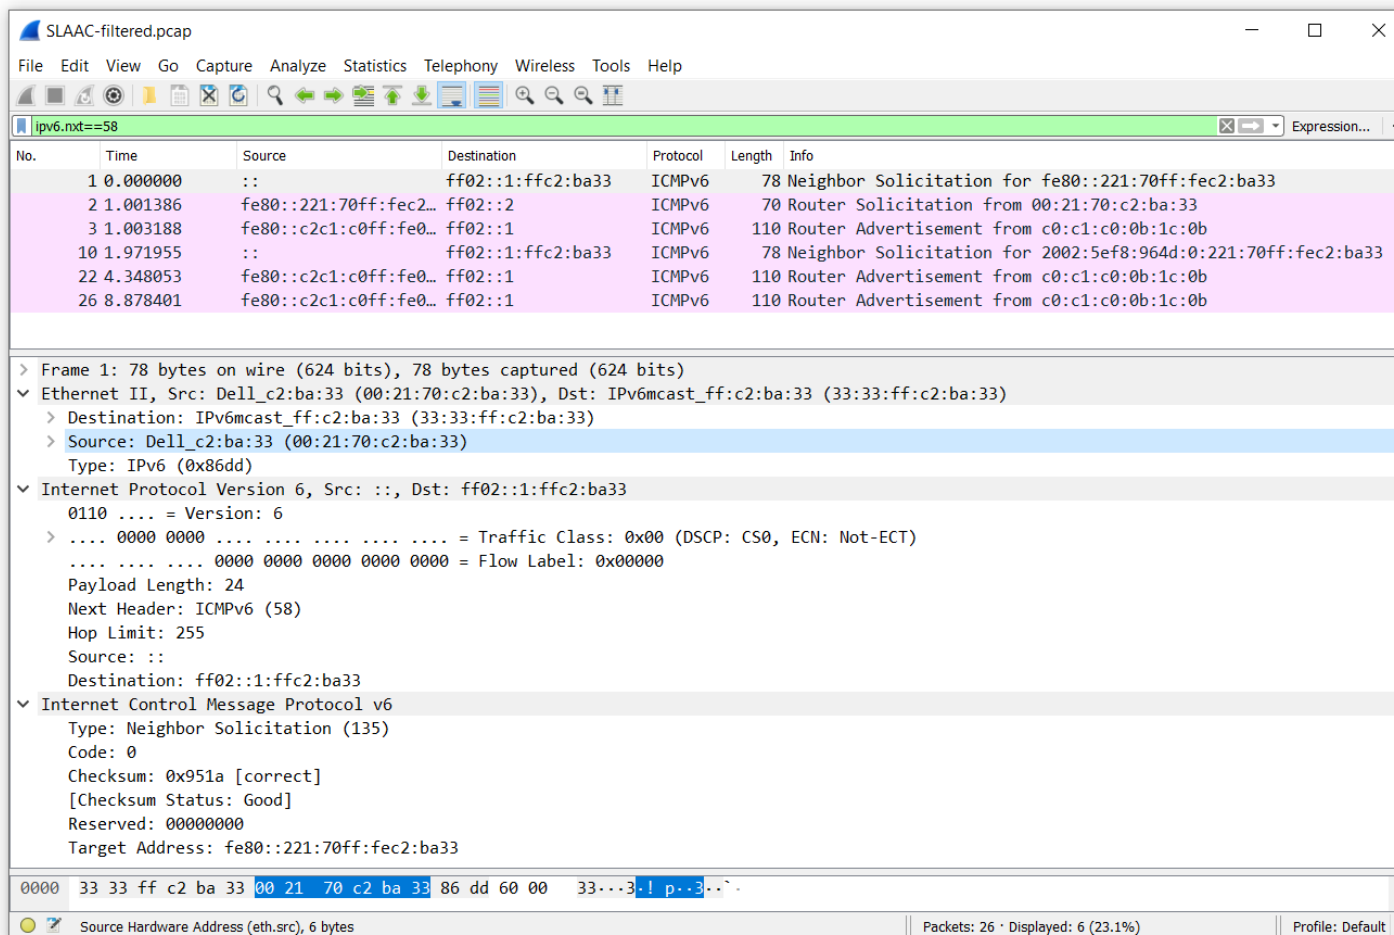 SLAAC-filtered.pcap
File Edit View Go Capture Analyze Statistics Telephony Wireless Tools Help
ipv6.nxt==58 Expression...
No. Time Source Destination Protocol Length Info
1 0.000000 :: ff02::1:ffc2:ba33 ICMPv6 78 Neighbor Solicitation for fe80::221:70ff:fec2:ba33
2 1.001386 fe80::221:70ff:fec2… ff02::2 ICMPv6 70 Router Solicitation from 00:21:70:c2:ba:33
3 1.003188 fe80::c2c1:c0ff:fe0… ff02::1 ICMPv6 110 Router Advertisement from c0:c1:c0:0b:1c:0b
10 1.971955 :: ff02::1:ffc2:ba33 ICMPv6 78 Neighbor Solicitation for 2002:5ef8:964d:0:221:70ff:fec2:ba33
22 4.348053 fe80::c2c1:c0ff:fe0… ff02::1 ICMPv6 110 Router Advertisement from c0:c1:c0:0b:1c:0b
26 8.878401 fe80::c2c1:c0ff:fe0… ff02::1 ICMPv6 110 Router Advertisement from c0:c1:c0:0b:1c:0b
Frame 1: 78 bytes on wire (624 bits), 78 bytes captured (624 bits)
Ethernet II, Src: Dell_c2:ba:33 (00:21:70:c2:ba:33), Dst: IPv6mcast_ff:c2:ba:33 (33:33:ff:c2:ba:33)
Destination: IPv6mcast_ff:c2:ba:33 (33:33:ff:c2:ba:33)
Source: Dell_c2:ba:33 (00:21:70:c2:ba:33)
Type: IPv6 (0x86dd)
Internet Protocol Version 6, Src: ::, Dst: ff02::1:ffc2:ba33
0110 .... = Version: 6
.... 0000 0000 .... .... .... .... .... = Traffic Class: 0x00 (DSCP: CS0, ECN: Not-ECT)
.... .... .... 0000 0000 0000 0000 0000 = Flow Label: 0x00000
Payload Length: 24
Next Header: ICMPv6 (58)
Hop Limit: 255
Source: ::
Destination: ff02::1:ffc2:ba33
Internet Control Message Protocol v6
Type: Neighbor Solicitation (135)
Code: 0
Checksum: 0x951a [correct]
[Checksum Status: Good]
Reserved: 00000000
Target Address: fe80::221:70ff:fec2:ba33
0000 33 33 ff c2 ba 33 00 21 70 c2 ba 33 86 dd 60 00 33···3·! p··3··`·
Source Hardware Address (eth.src), 6 bytes Packets: 26 · Displayed: 6 (23.1%) Profile: Default